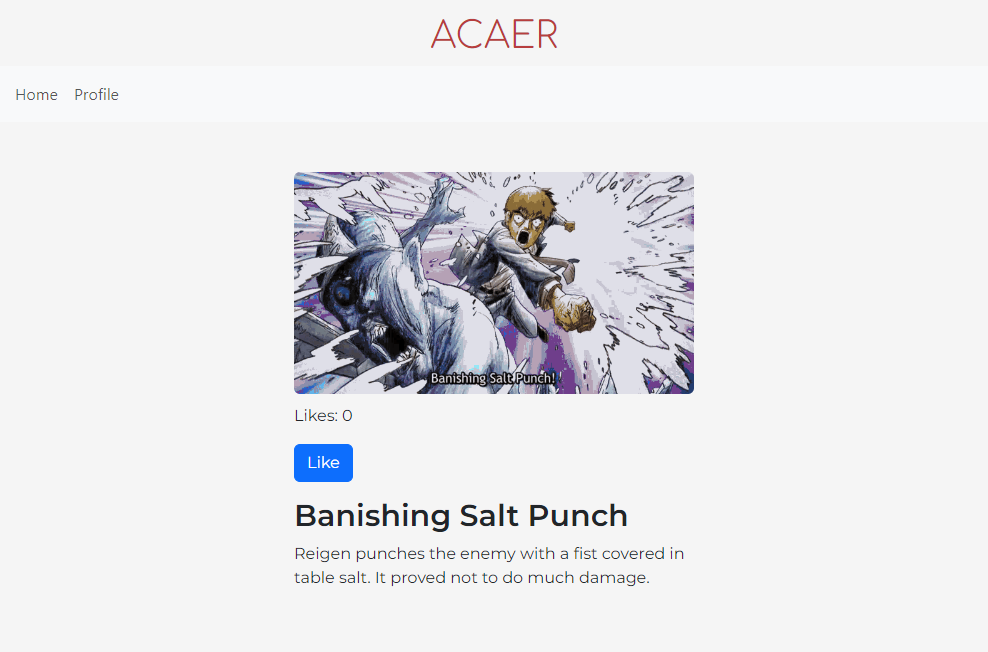 ACAER
Home Profile
Banishing Salt Punch!
Likes: 0
Like
Banishing Salt Punch
Reigen punches the enemy with a fist covered in
table salt. It proved not to do much damage.